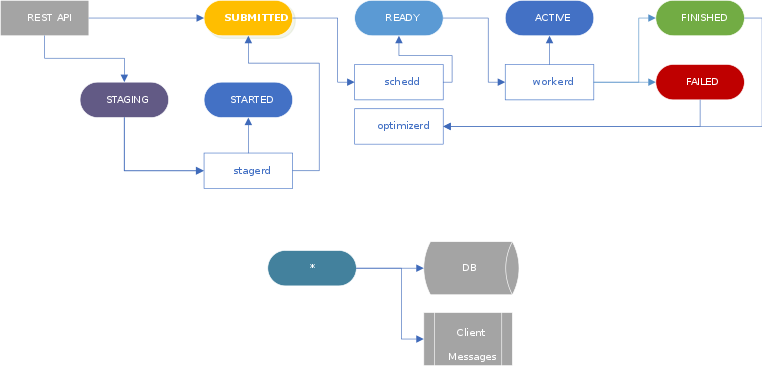 REST API
SUBMITTED
READY
ACTIVE
FINISHED
schedd
workerd
FAILED
STAGING
STARTED
optimizerd
stagerd
*
DB
Client
Messages